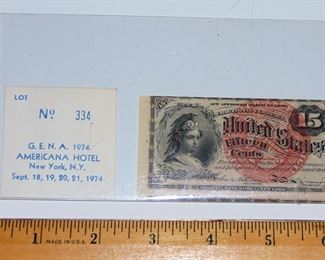 LOT
Nº 334
G. E. N. A. 1974
AMERICANA HOTEL
New York, N.Y.
Sept. 18, 19, 20, 21, 1974
15
United States
Fifteen
Cents
1 2 3 4 5 6
MADE IN U.S.A.